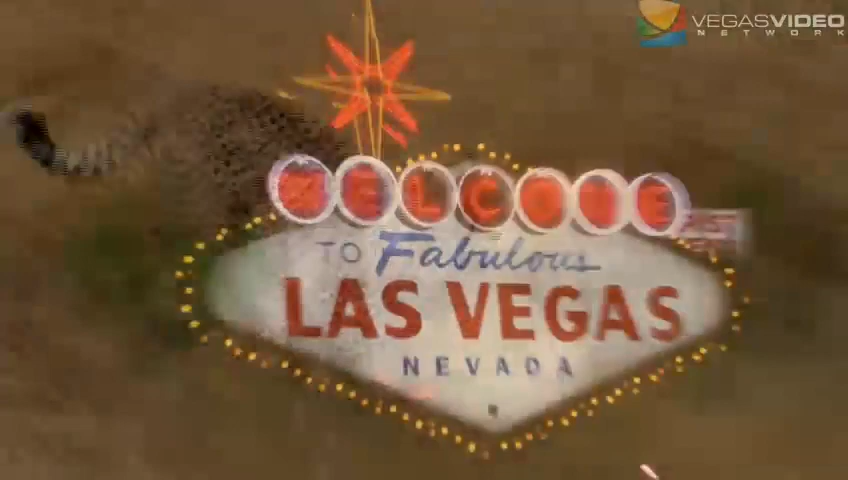 VEGASVIDEO
NETWORK
WELCOME
TO Fabulous
LAS VEGAS
NEVADA